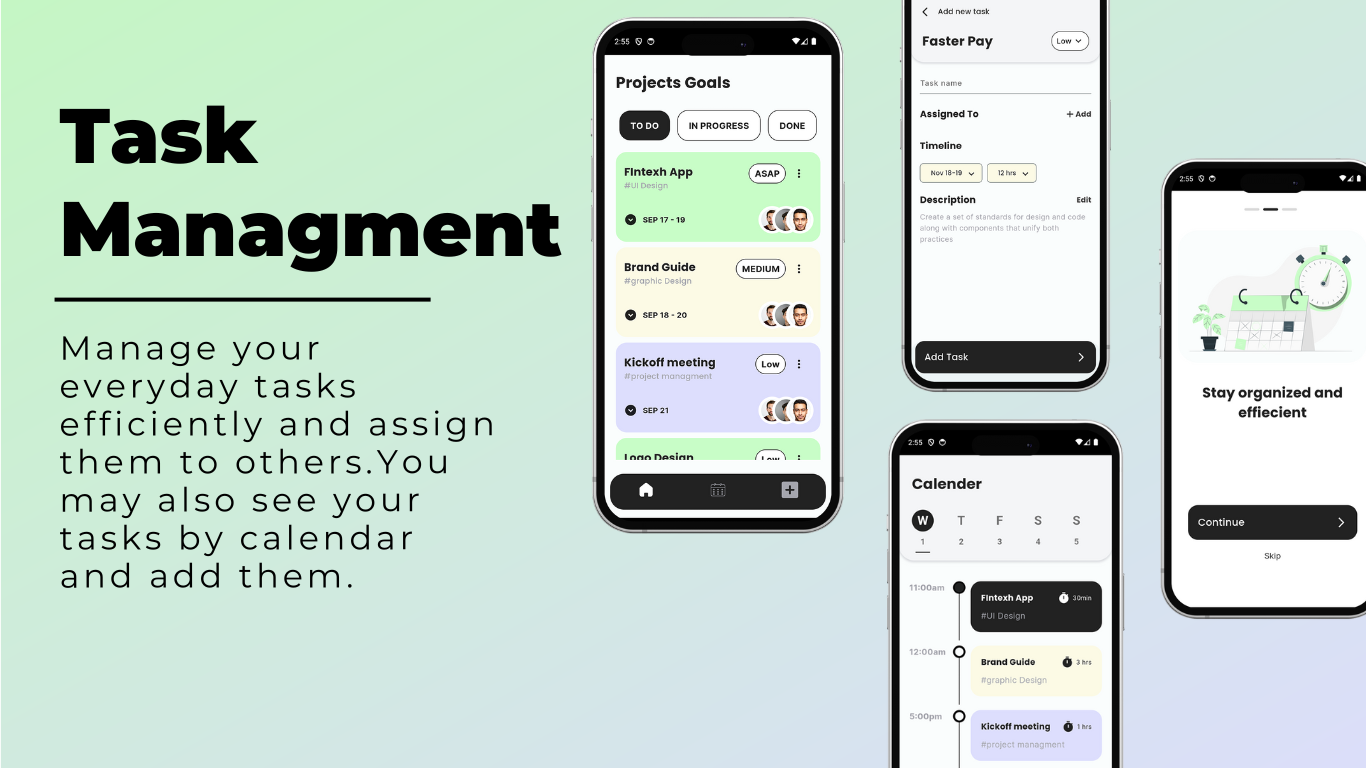 Task
Managment
Manage your
everyday tasks
efficiently and assign
them to others.You
may also see your
tasks by calendar
and add them.
2:55
Projects Goals
TO DO IN PROGRESS DONE
FIntexh App ASAP
#UI Design
SEP 17 - 19
Brand Guide MEDIUM
#graphic Design
SEP 18 - 20
Kickoff meeting Low
#project managment
SEP 21
Logo Design Low
Add new task
Faster Pay Low
Task name
Assigned To + Add
Timeline
Nov 18-19 12 hrs
Description Edit
Create a set of standards for design and code
along with components that unify both
practices
Add Task
2:55
Calender
W T F S S
1 2 3 4 5
11:00am FIntexh App 30min
#UI Design
12:00am Brand Guide 3 hrs
#graphic Design
5:00pm Kickoff meeting 1 hrs
#project managment
2:55
Stay organized and
effiecient
Continue
Skip